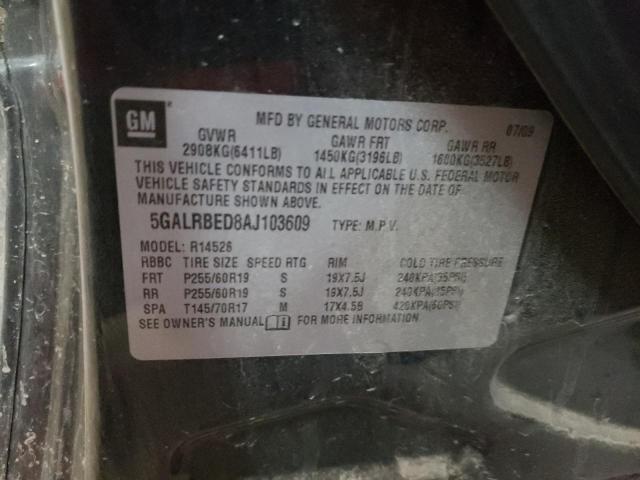 GM
MFD BY GENERAL MOTORS CORP. 07/09
GVWR GAWR FRT GAWR RR
2908KG(6411LB) 1450KG(3196LB) 1600KG(3527LB)
THIS VEHICLE CONFORMS TO ALL APPLICABLE U.S. FEDERAL MOTOR
VEHICLE SAFETY STANDARDS IN EFFECT ON THE DATE OF
MANUFACTURE SHOWN ABOVE.
5GALRBED8AJ103609 TYPE: M.P.V.
MODEL: R14526
RBBC TIRE SIZE SPEED RTG RIM COLD TIRE PRESSURE
FRT P255/60R19 S 19X7.5J 240KPA(35PSI)
RR P255/60R19 S 19X7.5J 240KPA(35PSI)
SPA T145/70R17 M 17X4.5B 420KPA(60PSI)
SEE OWNER'S MANUAL FOR MORE INFORMATION